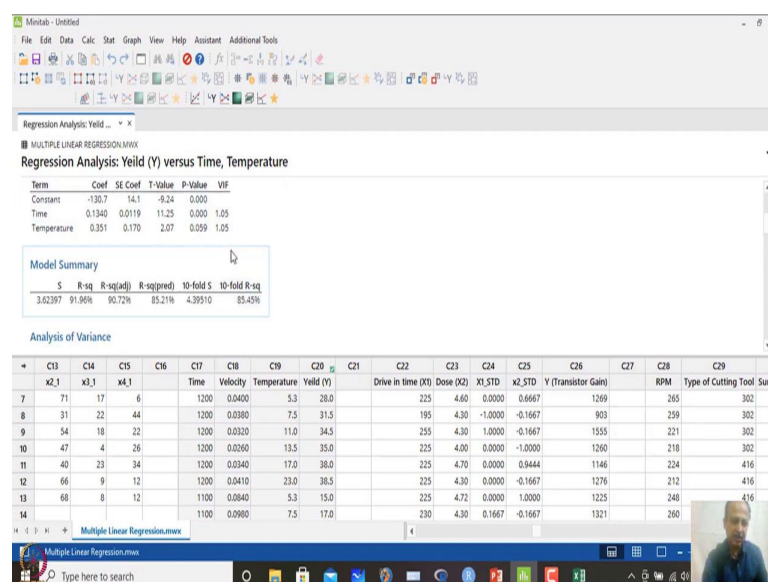 Minitab - Untitled
File Edit Data Calc Stat Graph View Help Assistant Additional Tools
Regression Analysis: Yeild ...
MULTIPLE LINEAR REGRESSION.MWX
Regression Analysis: Yeild (Y) versus Time, Temperature
Term Coef SE Coef T-Value P-Value VIF
Constant -130.7 14.1 -9.24 0.000
Time 0.1340 0.0119 11.25 0.000 1.05
Temperature 0.351 0.170 2.07 0.059 1.05
Model Summary
S R-sq R-sq(adj) R-sq(pred) 10-fold S 10-fold R-sq
3.62397 91.96% 90.72% 85.21% 4.39510 85.45%
Analysis of Variance
C13 C14 C15 C16 C17 C18 C19 C20 C21 C22 C23 C24 C25 C26 C27 C28 C29
x2_1 x3_1 x4_1 Time Velocity Temperature Yeild (Y) Drive in time (X1) Dose (X2) X1_STD x2_STD Y (Transistor Gain) RPM Type of Cutting Tool Su
7 71 17 6 1200 0.0400 5.3 28.0 225 4.60 0.0000 0.6667 1269 265 302
8 31 22 44 1200 0.0380 7.5 31.5 195 4.30 -1.0000 -0.1667 903 259 302
9 54 18 22 1200 0.0320 11.0 34.5 255 4.30 1.0000 -0.1667 1555 221 302
10 47 4 26 1200 0.0260 13.5 35.0 225 4.00 0.0000 -1.0000 1260 218 302
11 40 23 34 1200 0.0340 17.0 38.0 225 4.70 0.0000 0.9444 1146 224 416
12 66 9 12 1200 0.0410 23.0 38.5 225 4.30 0.0000 -0.1667 1276 212 416
13 68 8 12 1100 0.0840 5.3 15.0 225 4.72 0.0000 1.0000 1225 248 416
14 1100 0.0980 7.5 17.0 230 4.30 0.1667 -0.1667 1321 260
Multiple Linear Regression.mwx
Multiple Linear Regression.mwx
Type here to search